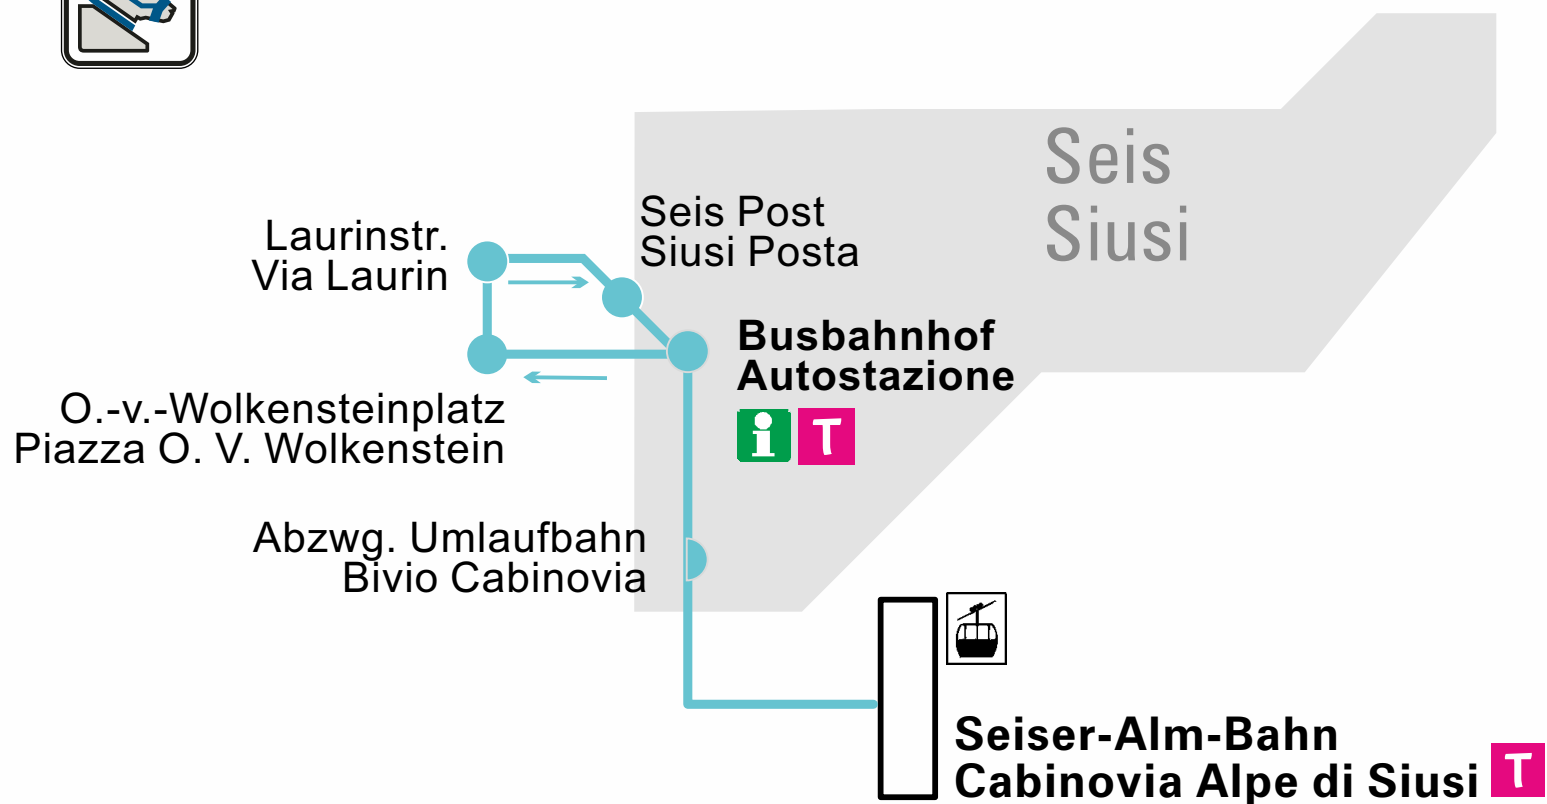 Seis
Siusi
Seis Post
Siusi Posta
Laurinstr.
Via Laurin
Busbahnhof
Autostazione
i T
O.-v.-Wolkensteinplatz
Piazza O. V. Wolkenstein
Abzwg. Umlaufbahn
Bivio Cabinovia
Seiser-Alm-Bahn
Cabinovia Alpe di Siusi T